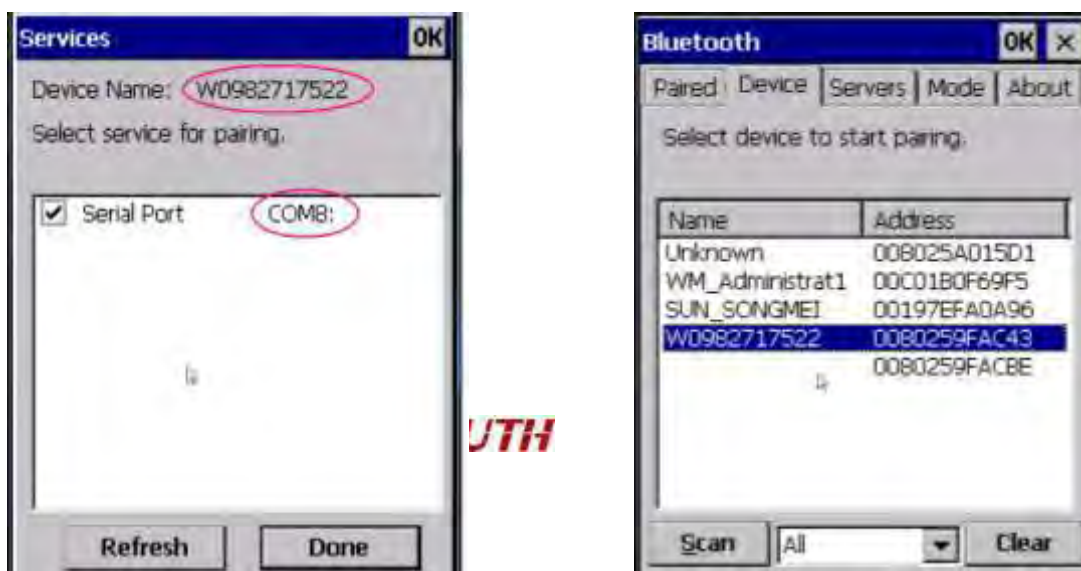 Services OK
Device Name: W0982717522
Select service for pairing.
Serial Port COM8:
Refresh Done
UTH
Bluetooth OK ×
Paired Device Servers Mode About
Select device to start pairing.
Name Address
Unknown 008025A015D1
WM_Administrat1 00C01B0F69F5
SUN_SONGMEI 00197EFA0A96
W0982717522 0080259FAC43
0080259FACBE
Scan All Clear